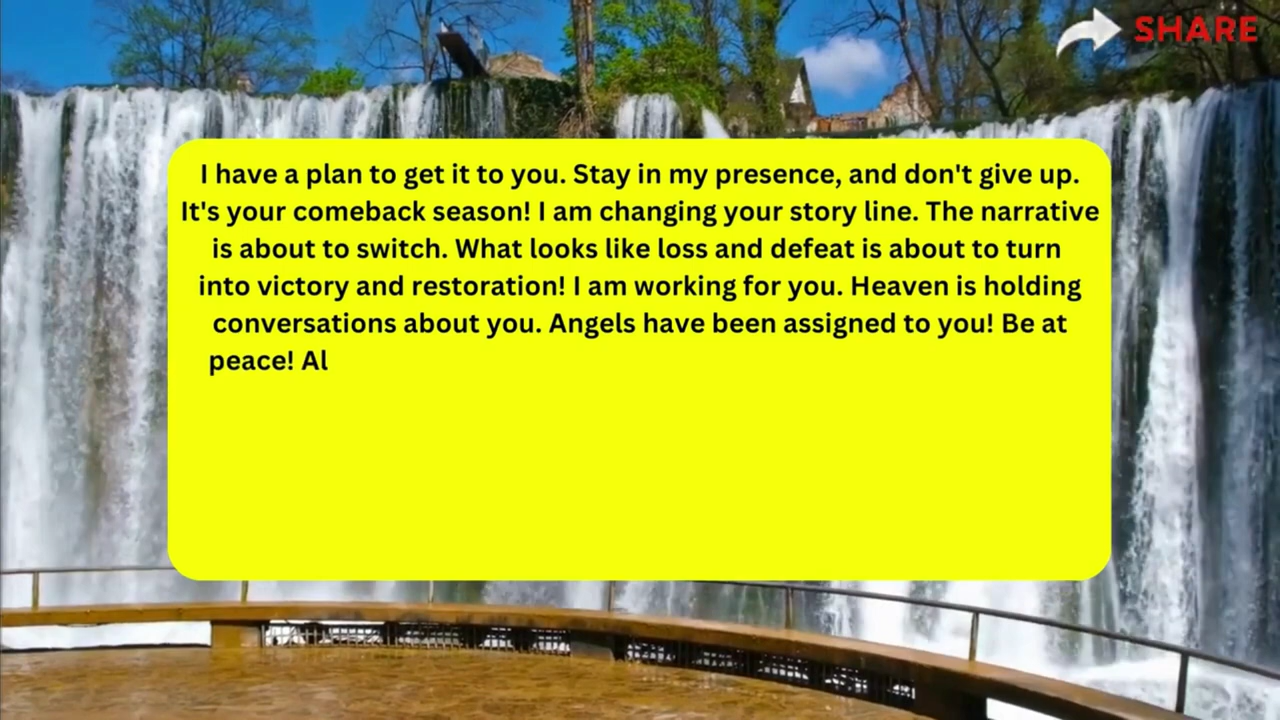 SHARE
I have a plan to get it to you. Stay in my presence, and don't give up.
It's your comeback season! I am changing your story line. The narrative
is about to switch. What looks like loss and defeat is about to turn
into victory and restoration! I am working for you. Heaven is holding
conversations about you. Angels have been assigned to you! Be at
peace! Al